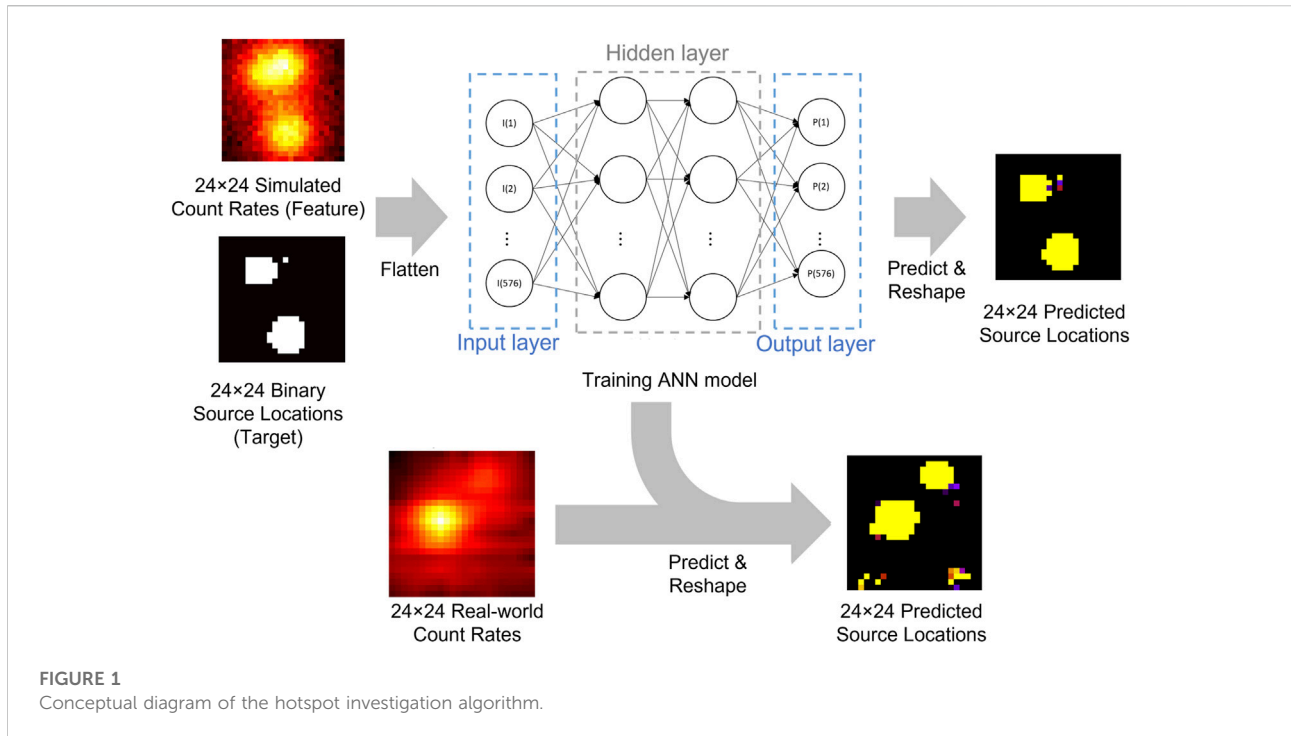 24×24 Simulated
Count Rates (Feature)
24×24 Binary
Source Locations
(Target)
Flatten
Hidden layer
I(1)
I(2)
⋮
I(576)
Input layer
⋮
⋮
P(1)
P(2)
⋮
P(576)
Output layer
Predict &
Reshape
24×24 Predicted
Source Locations
Training ANN model
24×24 Real-world
Count Rates
Predict &
Reshape
24×24 Predicted
Source Locations
FIGURE 1
Conceptual diagram of the hotspot investigation algorithm.